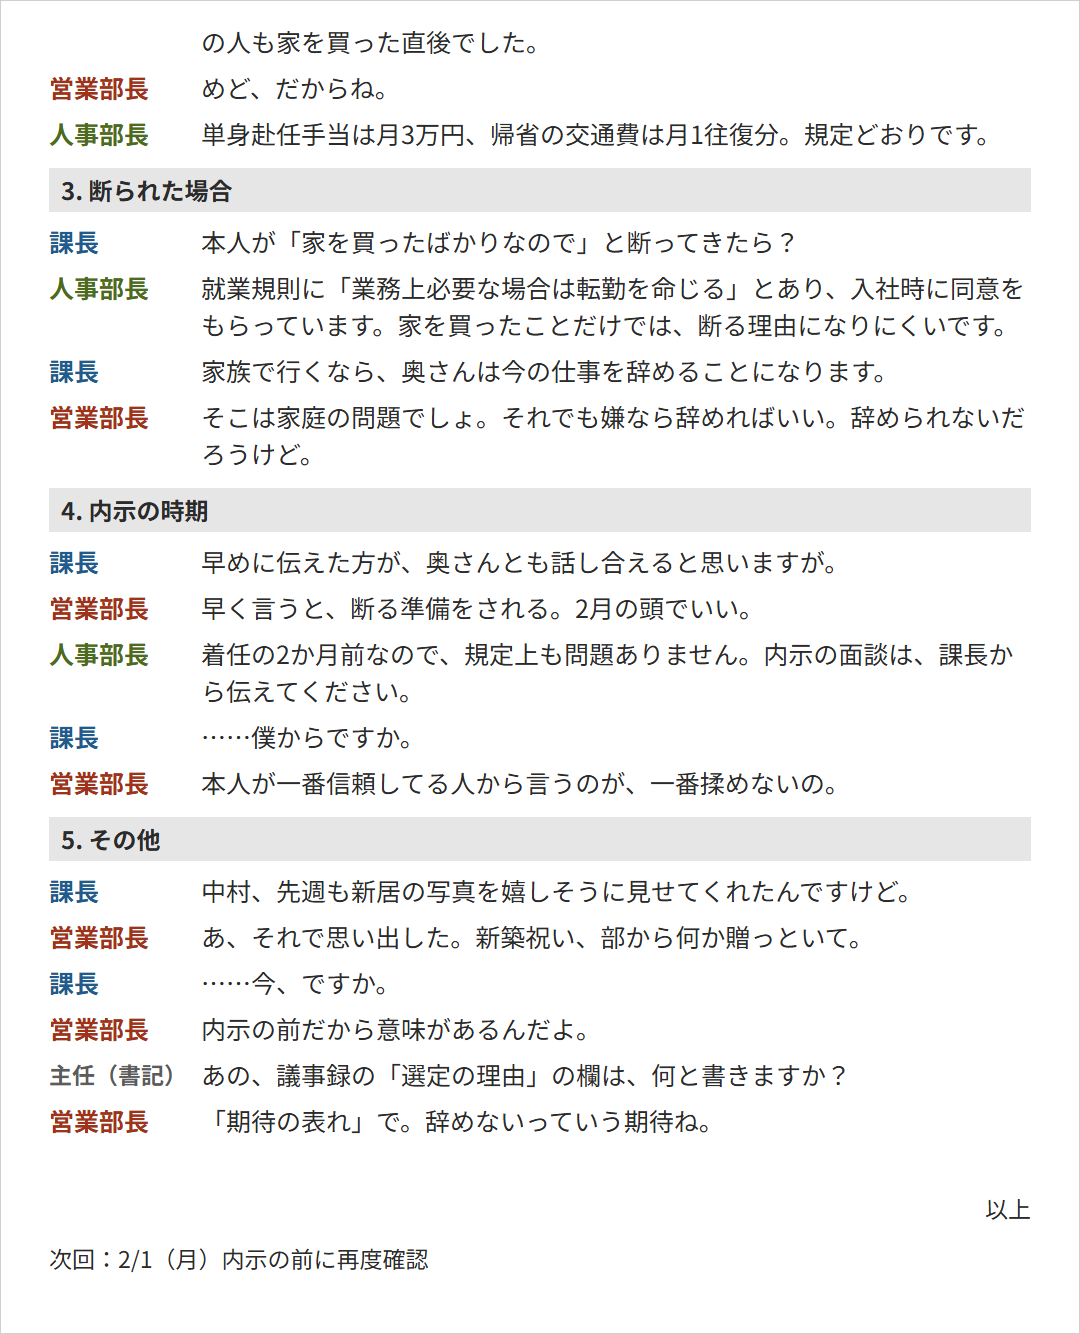 の人も家を買った直後でした。
営業部長 めど、だからね。
人事部長 単身赴任手当は月3万円、帰省の交通費は月1往復分。規定どおりです。
3. 断られた場合
課長 本人が「家を買ったばかりなので」と断ってきたら？
人事部長 就業規則に「業務上必要な場合は転勤を命じる」とあり、入社時に同意を
もらっています。家を買ったことだけでは、断る理由になりにくいです。
課長 家族で行くなら、奥さんは今の仕事を辞めることになります。
営業部長 そこは家庭の問題でしょ。それでも嫌なら辞めればいい。辞められないだ
ろうけど。
4. 内示の時期
課長 早めに伝えた方が、奥さんとも話し合えると思いますが。
営業部長 早く言うと、断る準備をされる。2月の頭でいい。
人事部長 着任の2か月前なので、規定上も問題ありません。内示の面談は、課長か
ら伝えてください。
課長 ……僕からですか。
営業部長 本人が一番信頼してる人から言うのが、一番揉めないの。
5. その他
課長 中村、先週も新居の写真を嬉しそうに見せてくれたんですけど。
営業部長 あ、それで思い出した。新築祝い、部から何か贈っといて。
課長 ……今、ですか。
営業部長 内示の前だから意味があるんだよ。
主任（書記） あの、議事録の「選定の理由」の欄は、何と書きますか？
営業部長 「期待の表れ」で。辞めないっていう期待ね。
以上
次回：2/1（月）内示の前に再度確認